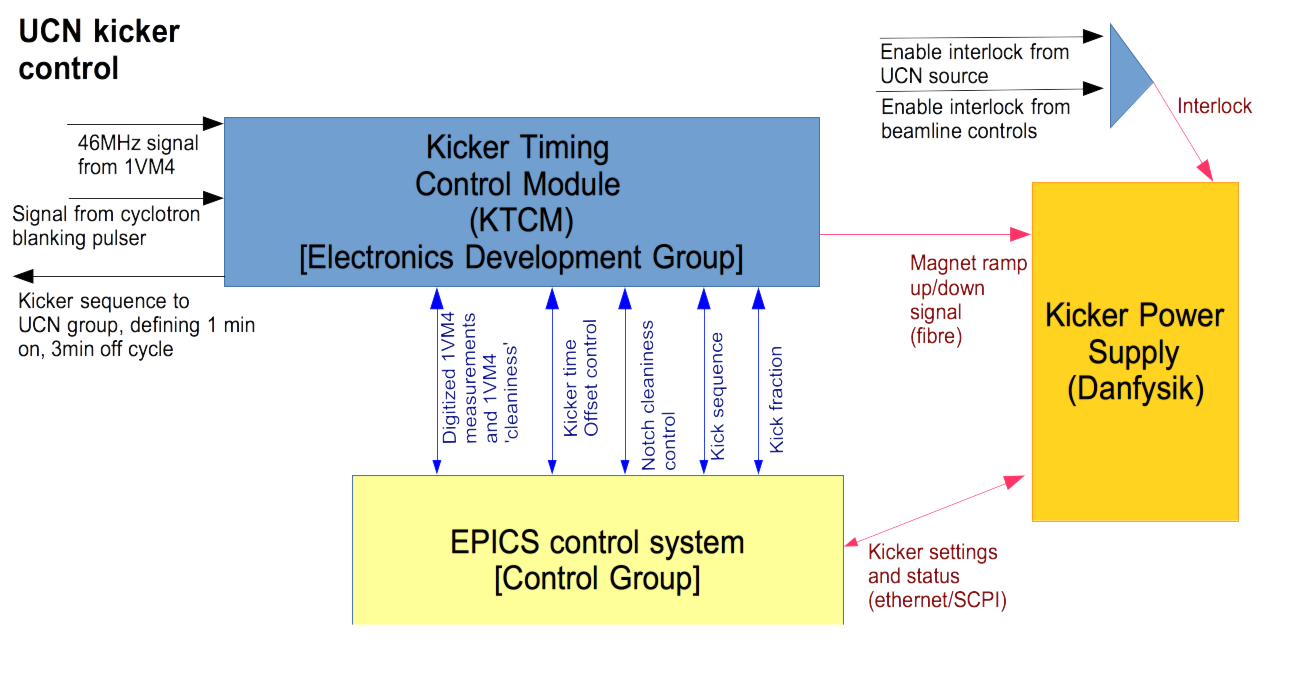 UCN kicker
control
46MHz signal
from 1VM4
Signal from cyclotron
blanking pulser
Kicker sequence to
UCN group, defining 1 min
on, 3min off cycle
Kicker Timing
Control Module
(KTCM)
[Electronics Development Group]
Enable interlock from
UCN source
Enable interlock from
beamline controls
Interlock
Magnet ramp
up/down
signal
(fibre)
Kicker Power
Supply
(Danfysik)
Digitized 1VM4
measurements
and 1VM4
'cleaniness'
Kicker time
Offset control
Notch cleaniness
control
Kick sequence
Kick fraction
EPICS control system
[Control Group]
Kicker settings
and status
(ethernet/SCPI)